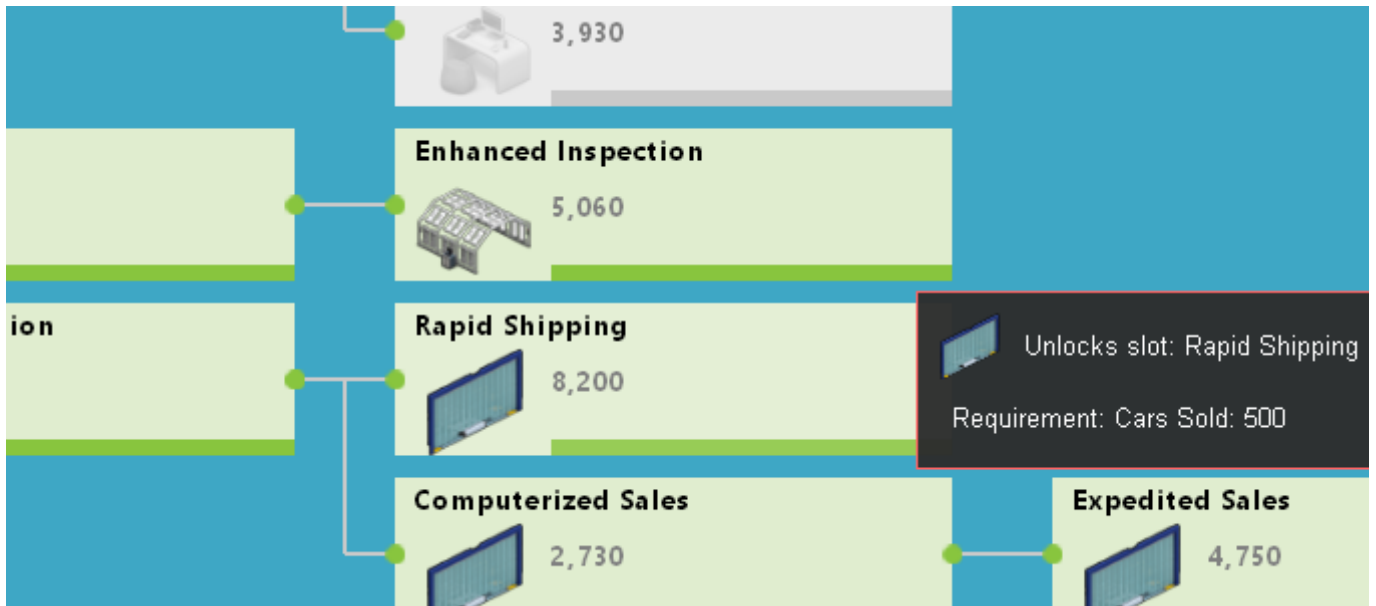 3,930
Enhanced Inspection
5,060
ion
Rapid Shipping
8,200
Unlocks slot: Rapid Shipping
Requirement: Cars Sold: 500
Computerized Sales
2,730
Expedited Sales
4,750